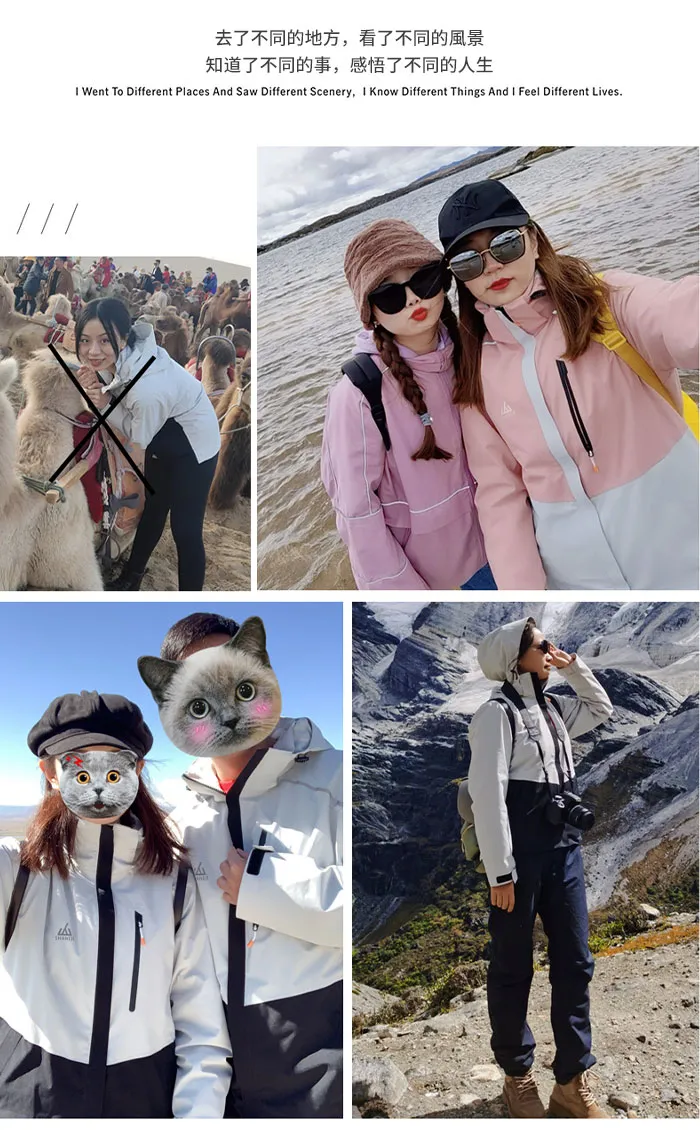 去了不同的地方，看了不同的風景
知道了不同的事，感悟了不同的人生
I Went To Different Places And Saw Different Scenery, I Know Different Things And I Feel Different Lives.